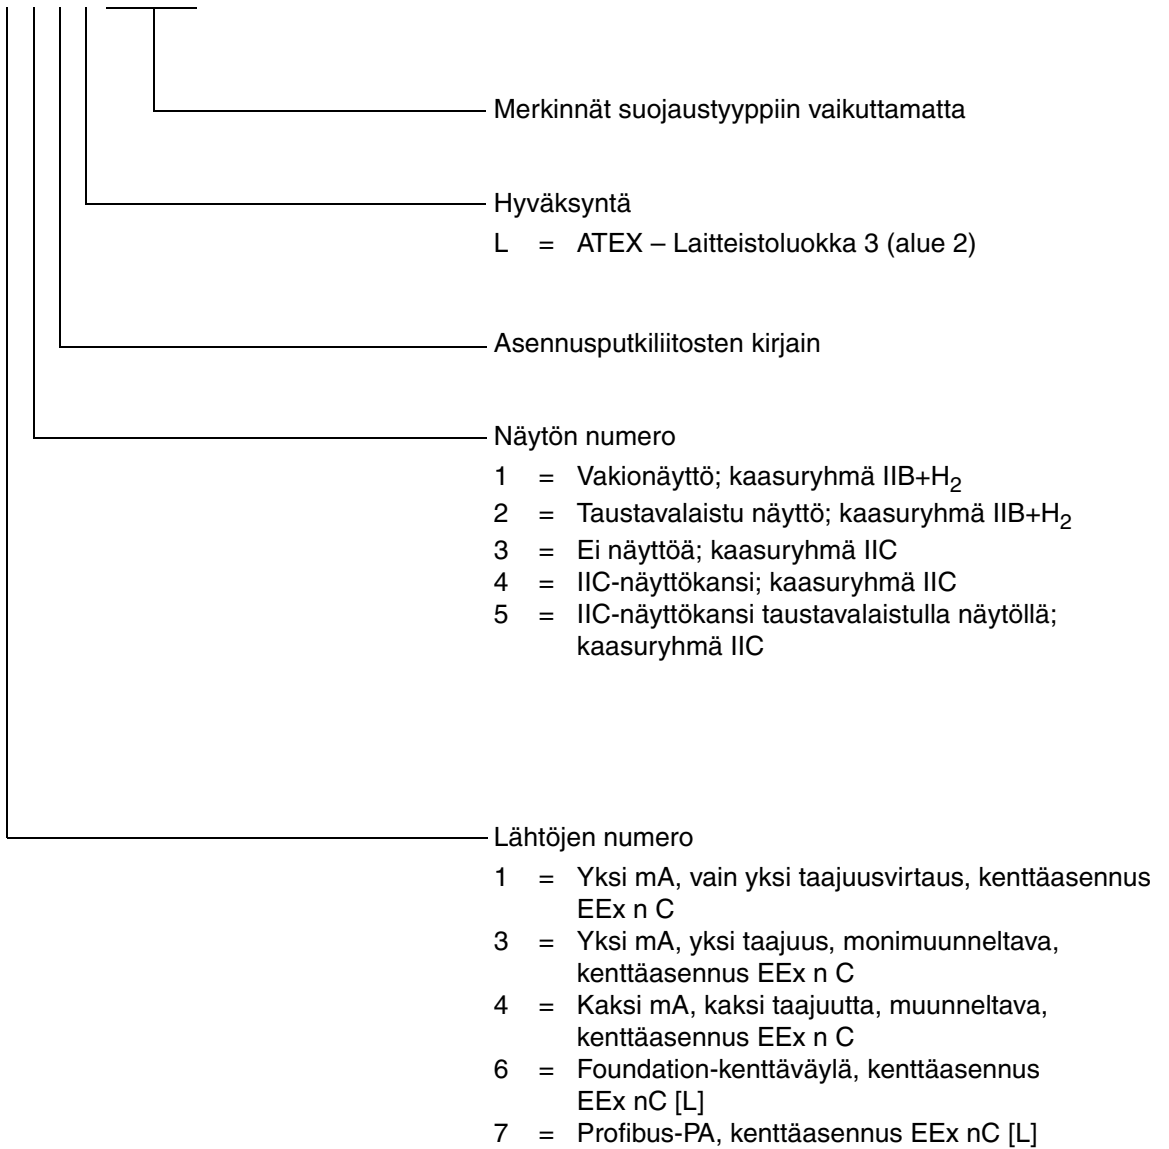 Merkinnät suojaustyyppiin vaikuttamatta
Hyväksyntä
L = ATEX – Laitteistoluokka 3 (alue 2)
Asennusputkiliitosten kirjain
Näytön numero
1 = Vakionäyttö; kaasuryhmä IIB+H₂
2 = Taustavalaistu näyttö; kaasuryhmä IIB+H₂
3 = Ei näyttöä; kaasuryhmä IIC
4 = IIC-näyttökansi; kaasuryhmä IIC
5 = IIC-näyttökansi taustavalaistulla näytöllä;
kaasuryhmä IIC
Lähtöjen numero
1 = Yksi mA, vain yksi taajuusvirtaus, kenttäasennus
EEx n C
3 = Yksi mA, yksi taajuus, monimuunneltava,
kenttäasennus EEx n C
4 = Kaksi mA, kaksi taajuutta, muunneltava,
kenttäasennus EEx n C
6 = Foundation-kenttäväylä, kenttäasennus
EEx nC [L]
7 = Profibus-PA, kenttäasennus EEx nC [L]